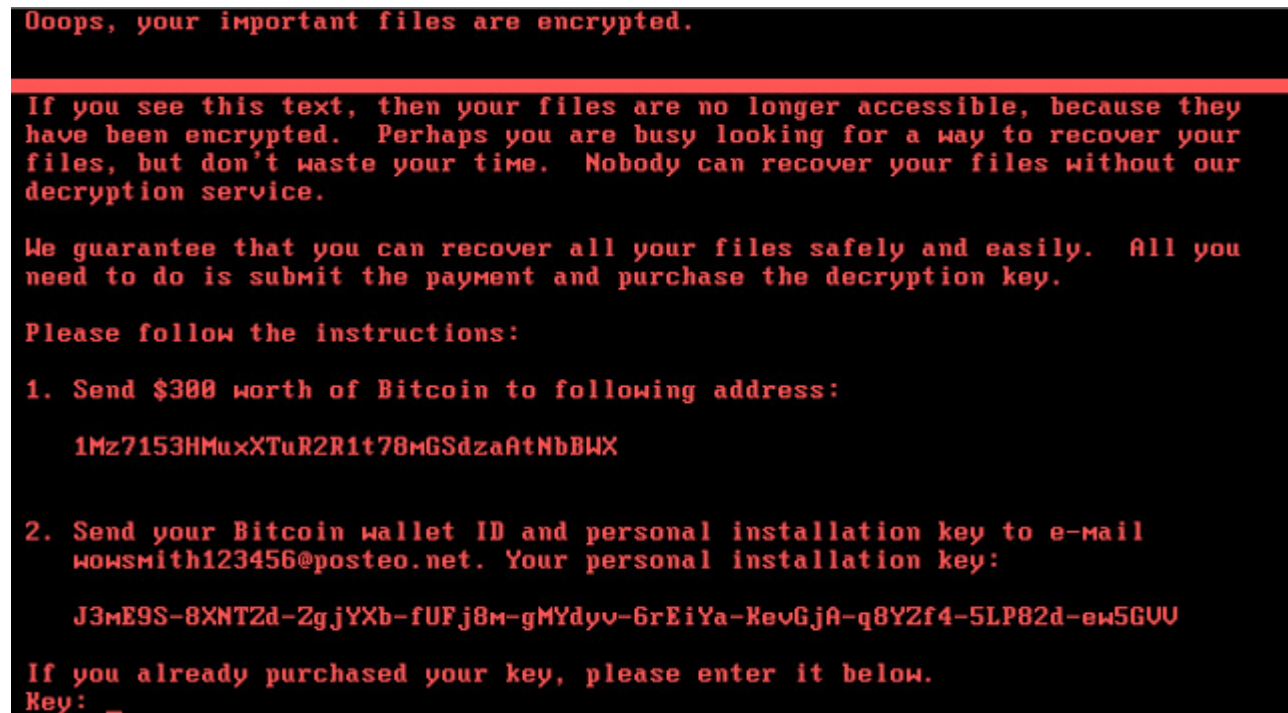 Ooops, your important files are encrypted.
If you see this text, then your files are no longer accessible, because they
have been encrypted.  Perhaps you are busy looking for a way to recover your
files, but don't waste your time.  Nobody can recover your files without our
decryption service.
We guarantee that you can recover all your files safely and easily.  All you
need to do is submit the payment and purchase the decryption key.
Please follow the instructions:
1. Send $300 worth of Bitcoin to following address:
1Mz7153HMuxXTuR2R1t78mGSdzaAtNbBWX
2. Send your Bitcoin wallet ID and personal installation key to e-mail
wowsmith123456@posteo.net. Your personal installation key:
J3mE9S-8XNTZd-ZgjYXb-fUFj8m-gMYdyv-6rEiYa-KevGjA-q8YZf4-5LP82d-ew5GVV
If you already purchased your key, please enter it below.
Key: _